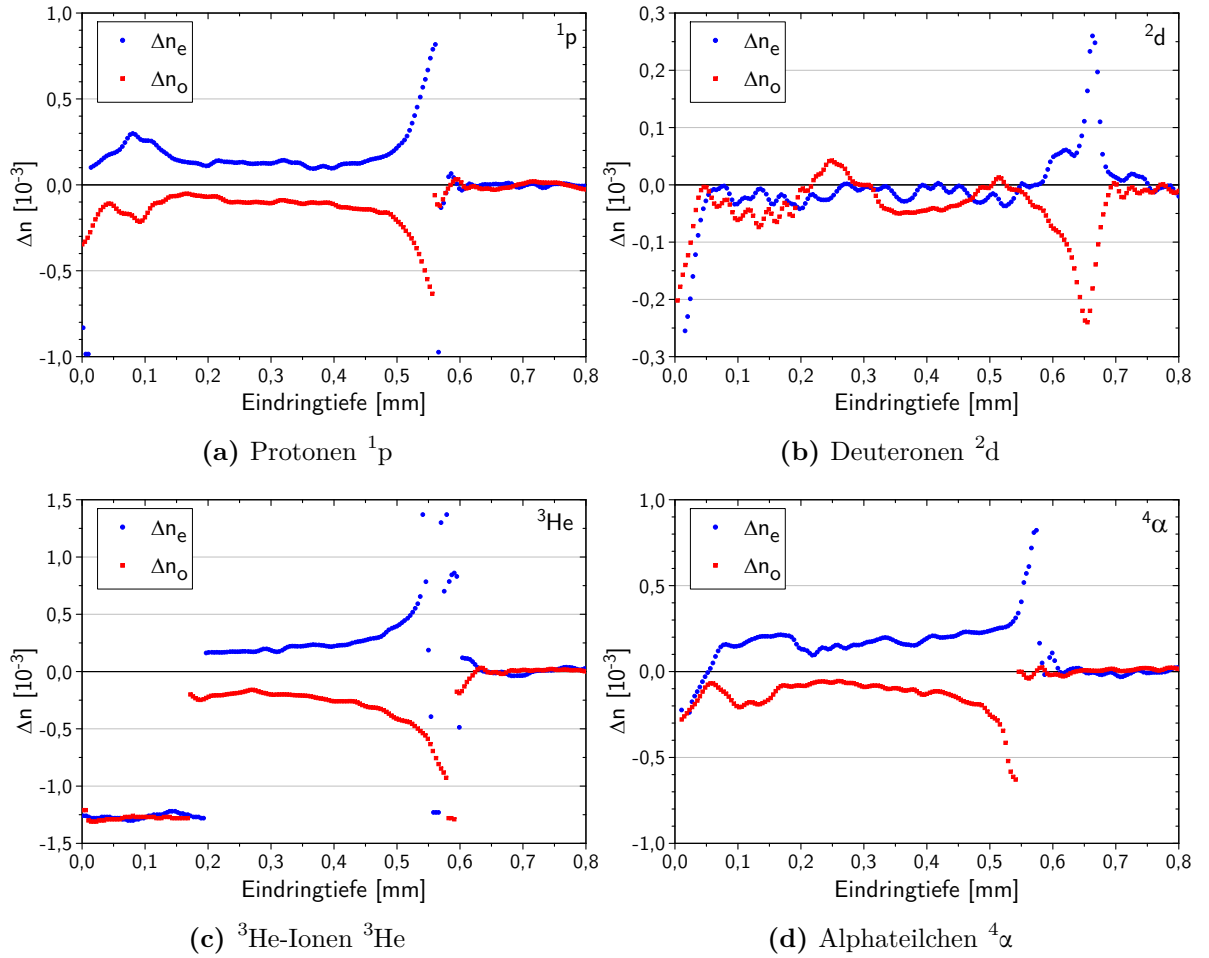 1,0
0,5
0,0
-0,5
-1,0
Δn [10⁻³]
Δnₑ
Δnₒ
¹p
0,0 0,1 0,2 0,3 0,4 0,5 0,6 0,7 0,8
Eindringtiefe [mm]
(a) Protonen ¹p
0,3
0,2
0,1
0,0
-0,1
-0,2
-0,3
Δn [10⁻³]
Δnₑ
Δnₒ
²d
0,0 0,1 0,2 0,3 0,4 0,5 0,6 0,7 0,8
Eindringtiefe [mm]
(b) Deuteronen ²d
1,5
1,0
0,5
0,0
-0,5
-1,0
-1,5
Δn [10⁻³]
Δnₑ
Δnₒ
³He
0,0 0,1 0,2 0,3 0,4 0,5 0,6 0,7 0,8
Eindringtiefe [mm]
(c) ³He-Ionen ³He
1,0
0,5
0,0
-0,5
-1,0
Δn [10⁻³]
Δnₑ
Δnₒ
⁴α
0,0 0,1 0,2 0,3 0,4 0,5 0,6 0,7 0,8
Eindringtiefe [mm]
(d) Alphateilchen ⁴α